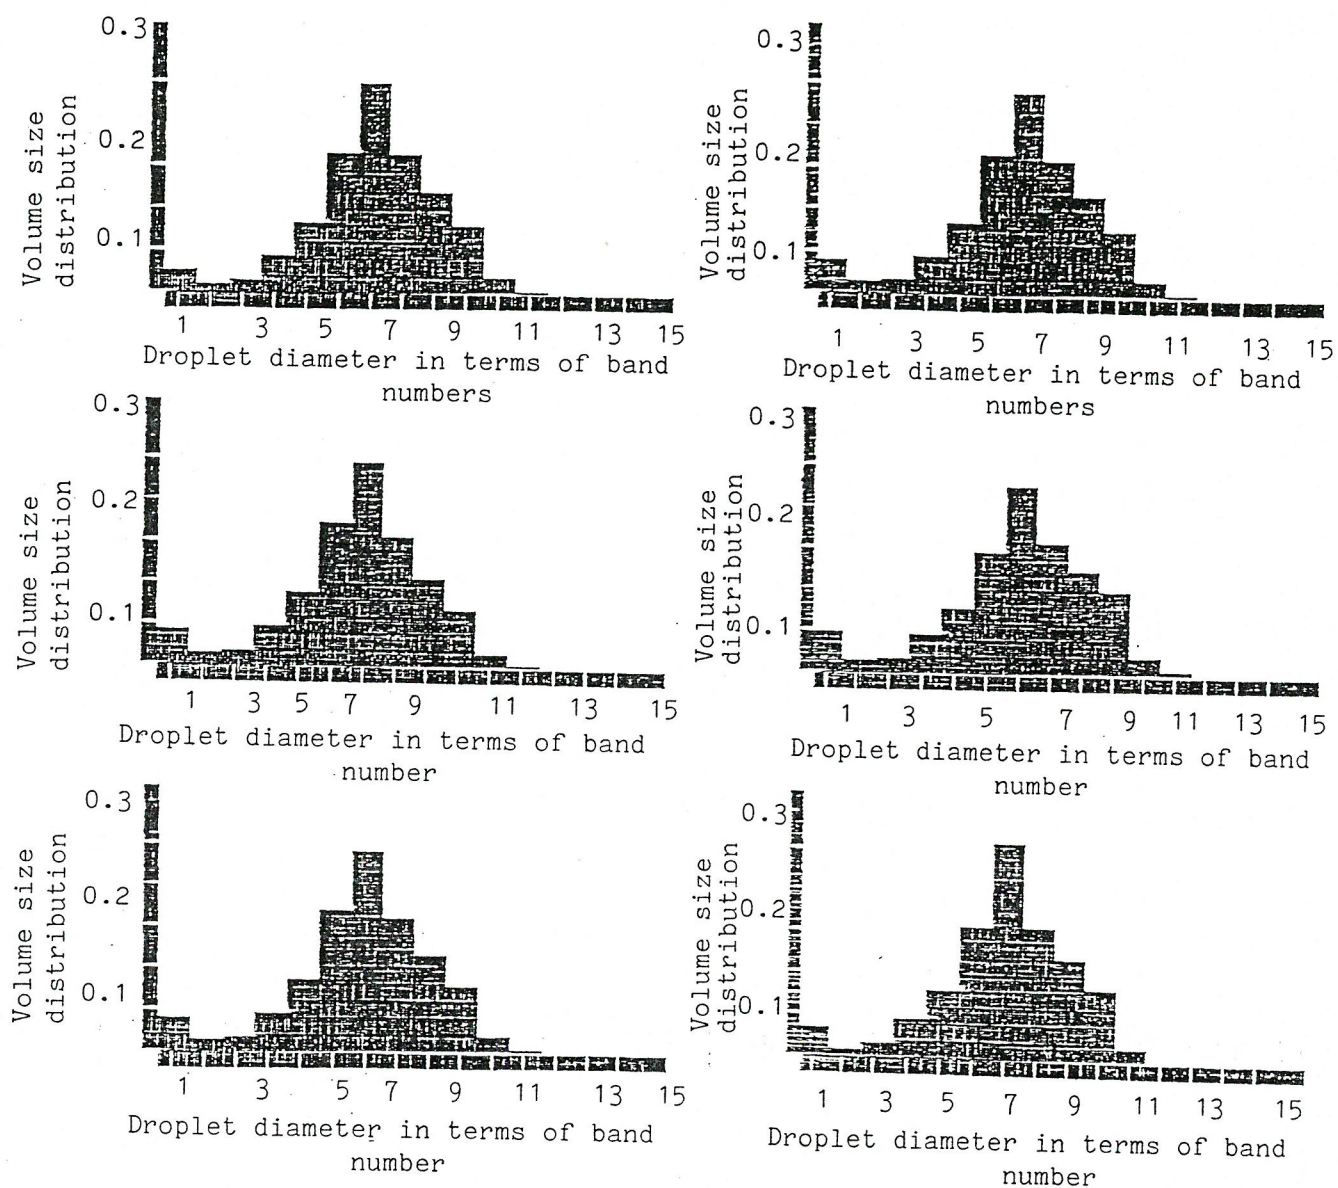 0.3
0.2
0.1
Volume size
distribution
1 3 5 7 9 11 13 15
Droplet diameter in terms of band
numbers
0.3
0.2
0.1
Volume size
distribution
1 3 5 7 9 11 13 15
Droplet diameter in terms of band
numbers
0.3
0.2
0.1
Volume size
distribution
1 3 5 7 9 11 13 15
Droplet diameter in terms of band
number
0.3
0.2
0.1
Volume size
distribution
1 3 5 7 9 11 13 15
Droplet diameter in terms of band
number
0.3
0.2
0.1
Volume size
distribution
1 3 5 7 9 11 13 15
Droplet diameter in terms of band
number
0.3
0.2
0.1
Volume size
distribution
1 3 5 7 9 11 13 15
Droplet diameter in terms of band
number